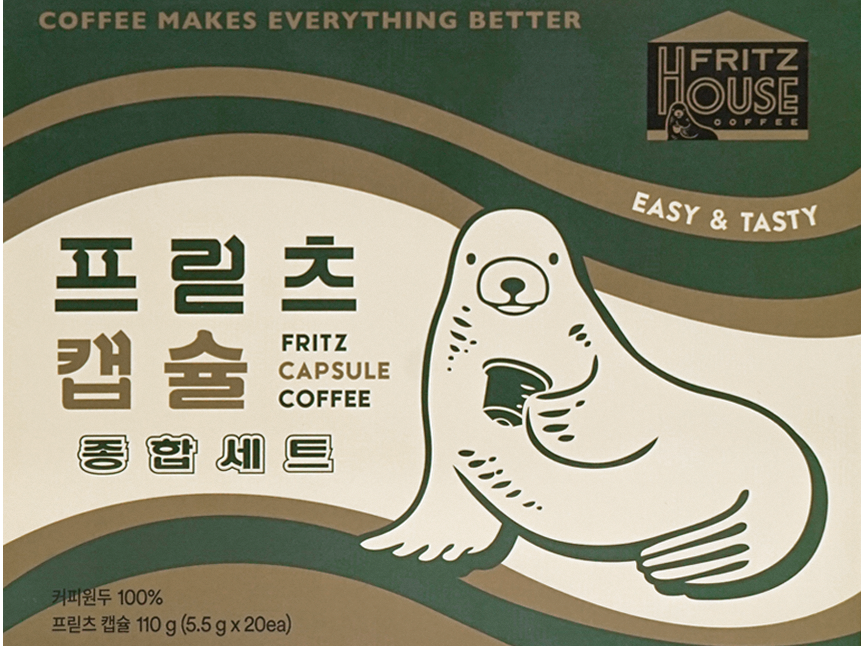 COFFEE MAKES EVERYTHING BETTER
FRITZ
HOUSE
COFFEE
EASY & TASTY
프릳츠
캡슐
FRITZ
CAPSULE
COFFEE
종합세트
커피원두 100%
프릳츠 캡슐 110 g (5.5 g x 20ea)